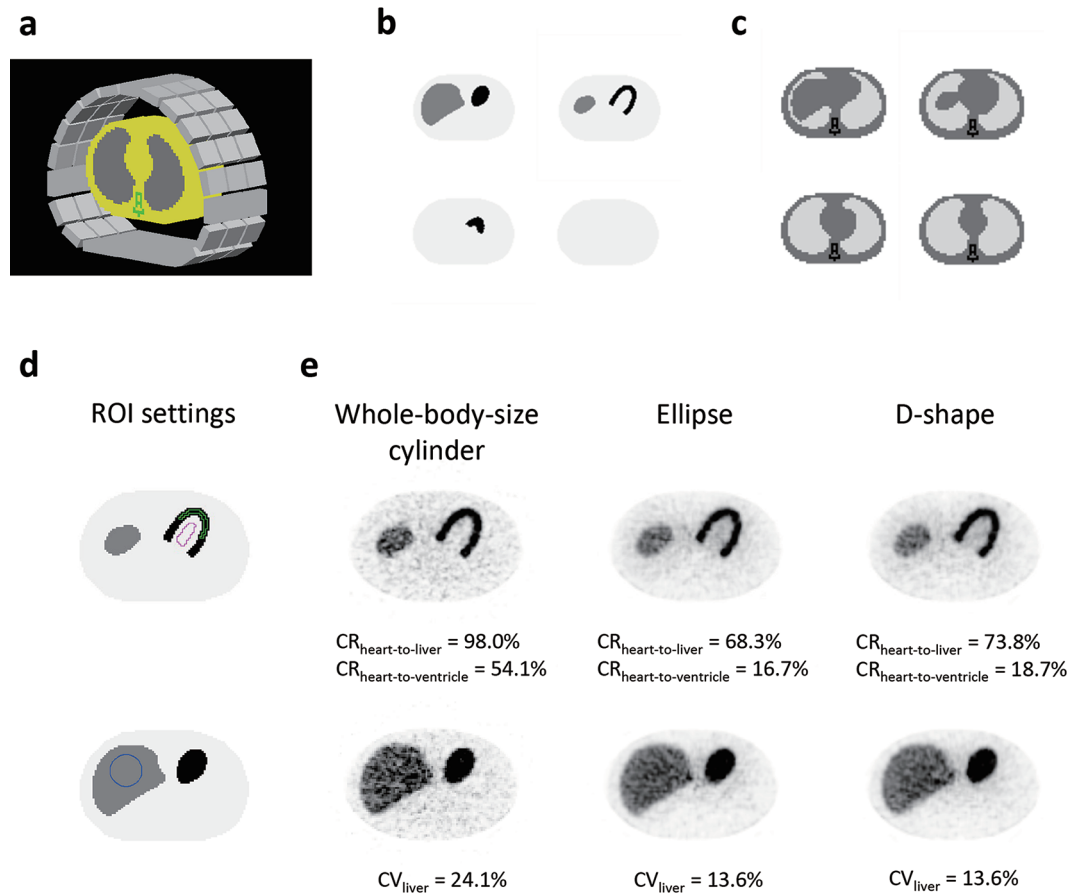 a
b
c
d
e
ROI settings
Whole-body-size
cylinder
Ellipse
D-shape
CRheart-to-liver = 98.0%
CRheart-to-ventricle = 54.1%
CRheart-to-liver = 68.3%
CRheart-to-ventricle = 16.7%
CRheart-to-liver = 73.8%
CRheart-to-ventricle = 18.7%
CVliver = 24.1%
CVliver = 13.6%
CVliver = 13.6%